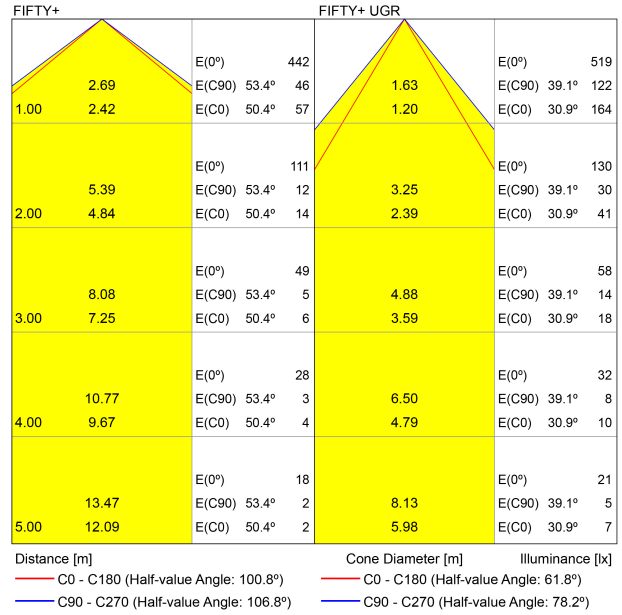 FIFTY+ FIFTY+ UGR
E(0º) 442 E(0º) 519
2.69 E(C90) 53.4º 46 1.63 E(C90) 39.1º 122
1.00 2.42 E(C0) 50.4º 57 1.20 E(C0) 30.9º 164
E(0º) 111 E(0º) 130
5.39 E(C90) 53.4º 12 3.25 E(C90) 39.1º 30
2.00 4.84 E(C0) 50.4º 14 2.39 E(C0) 30.9º 41
E(0º) 49 E(0º) 58
8.08 E(C90) 53.4º 5 4.88 E(C90) 39.1º 14
3.00 7.25 E(C0) 50.4º 6 3.59 E(C0) 30.9º 18
E(0º) 28 E(0º) 32
10.77 E(C90) 53.4º 3 6.50 E(C90) 39.1º 8
4.00 9.67 E(C0) 50.4º 4 4.79 E(C0) 30.9º 10
E(0º) 18 E(0º) 21
13.47 E(C90) 53.4º 2 8.13 E(C90) 39.1º 5
5.00 12.09 E(C0) 50.4º 2 5.98 E(C0) 30.9º 7
Distance [m] Cone Diameter [m] Illuminance [lx]
C0 - C180 (Half-value Angle: 100.8º) C0 - C180 (Half-value Angle: 61.8º)
C90 - C270 (Half-value Angle: 106.8º) C90 - C270 (Half-value Angle: 78.2º)